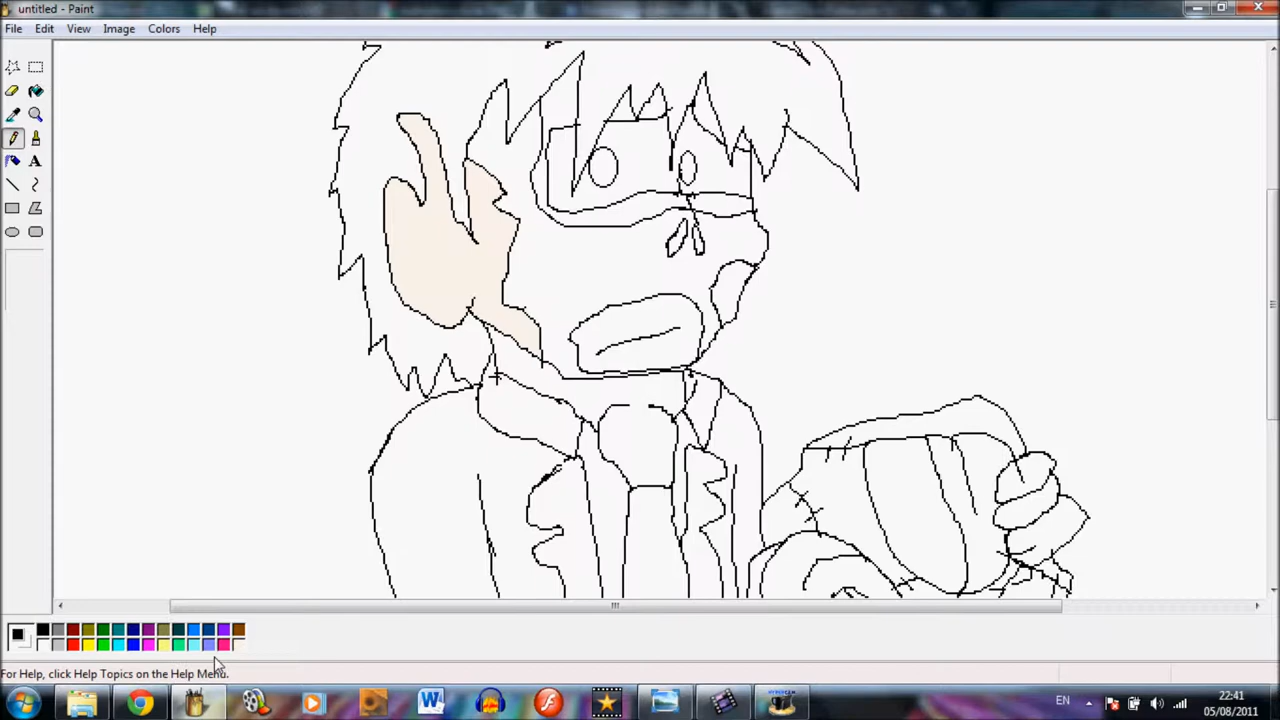 untitled - Paint
File Edit View Image Colors Help
A
For Help, click Help Topics on the Help Menu.
W
EN
22:41
05/08/2011